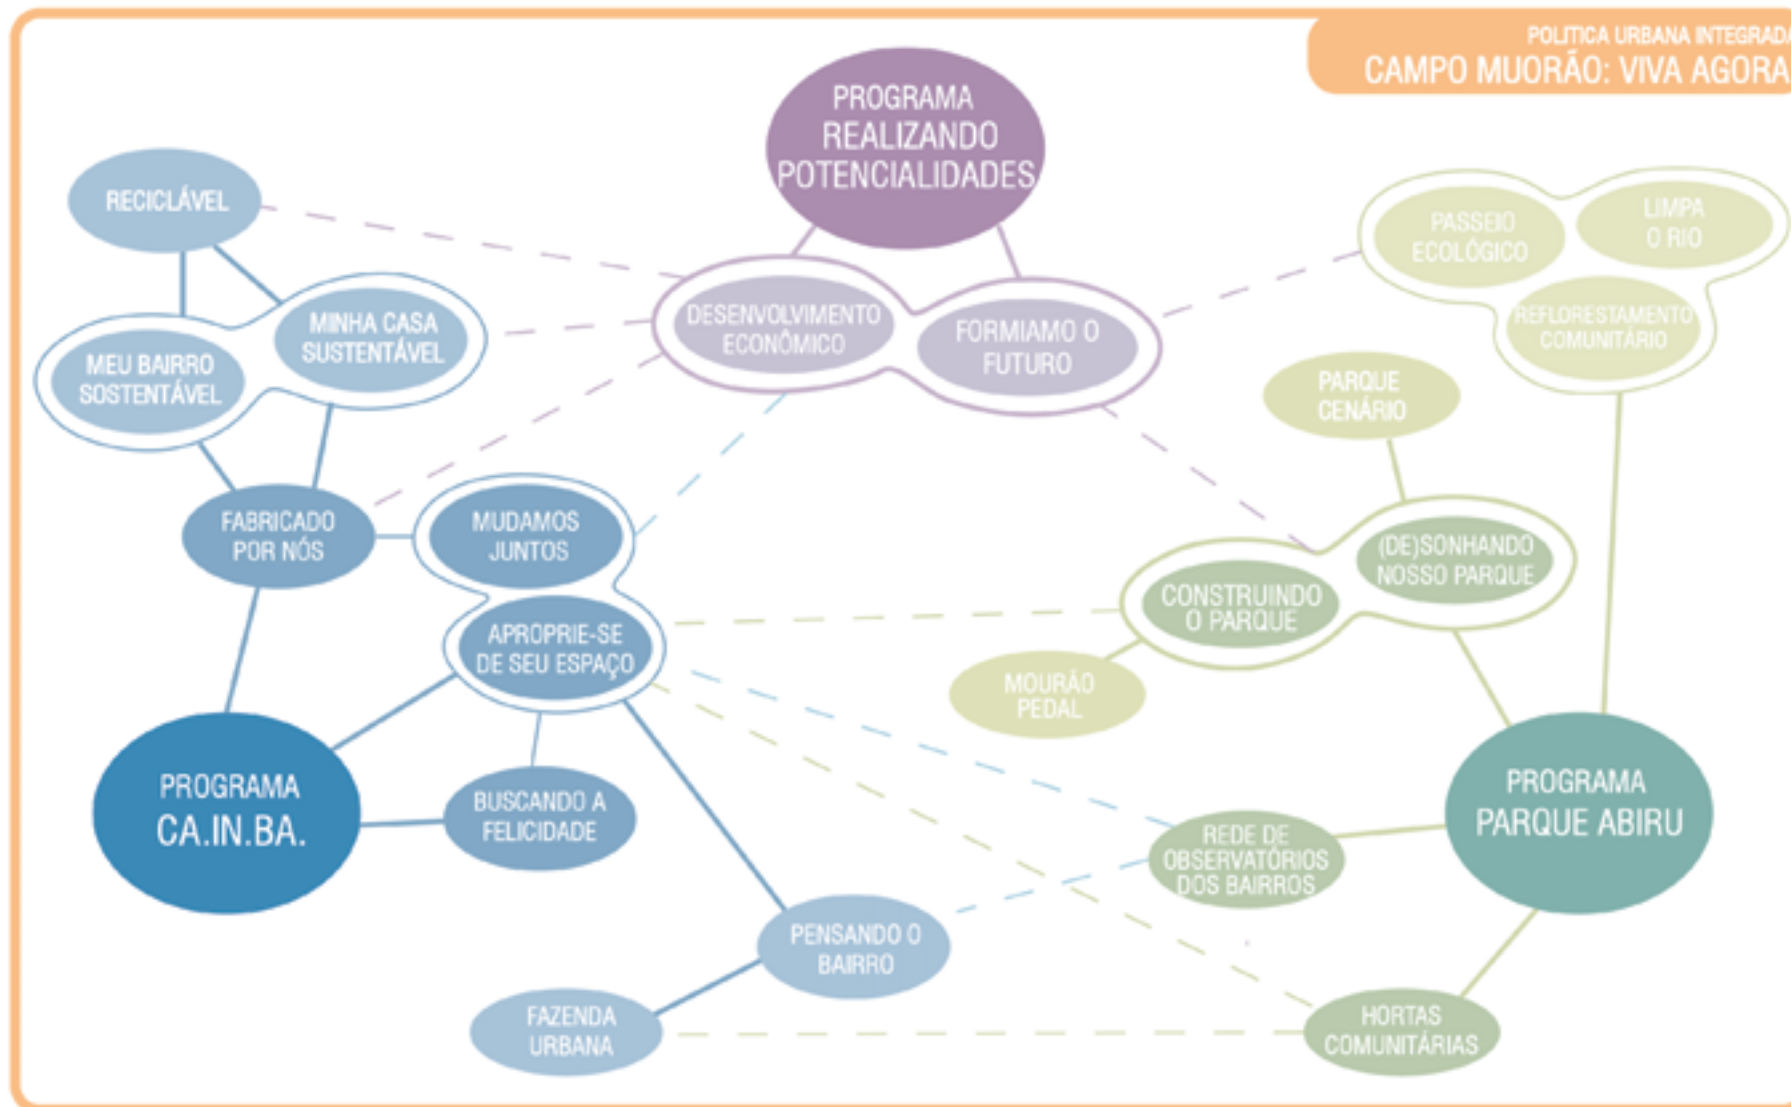 POLITICA URBANA INTEGRADA
CAMPO MUORÃO: VIVA AGORA
PROGRAMA
REALIZANDO
POTENCIALIDADES
RECICLÁVEL
PASSEIO
ECOLÓGICO
LIMPA
O RIO
REFLORESTAMENTO
COMUNITÁRIO
MINHA CASA
SUSTENTÁVEL
MEU BAIRRO
SOSTENTÁVEL
DESENVOLVIMENTO
ECONÔMICO
FORMIAMO O
FUTURO
PARQUE
CENÁRIO
FABRICADO
POR NÓS
MUDAMOS
JUNTOS
(DE)SONHANDO
NOSSO PARQUE
CONSTRUINDO
O PARQUE
APROPRIE-SE
DE SEU ESPAÇO
MOURÃO
PEDAL
PROGRAMA
CA.IN.BA.
BUSCANDO A
FELICIDADE
PROGRAMA
PARQUE ABIRU
REDE DE
OBSERVATÓRIOS
DOS BAIRROS
PENSANDO O
BAIRRO
FAZENDA
URBANA
HORTAS
COMUNITÁRIAS